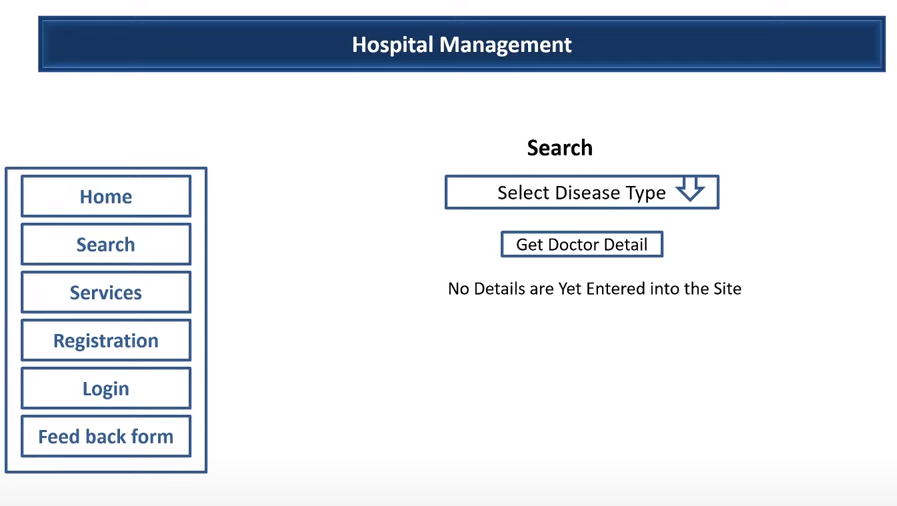 Hospital Management
Home
Search
Services
Registration
Login
Feed back form
Search
Select Disease Type
Get Doctor Detail
No Details are Yet Entered into the Site